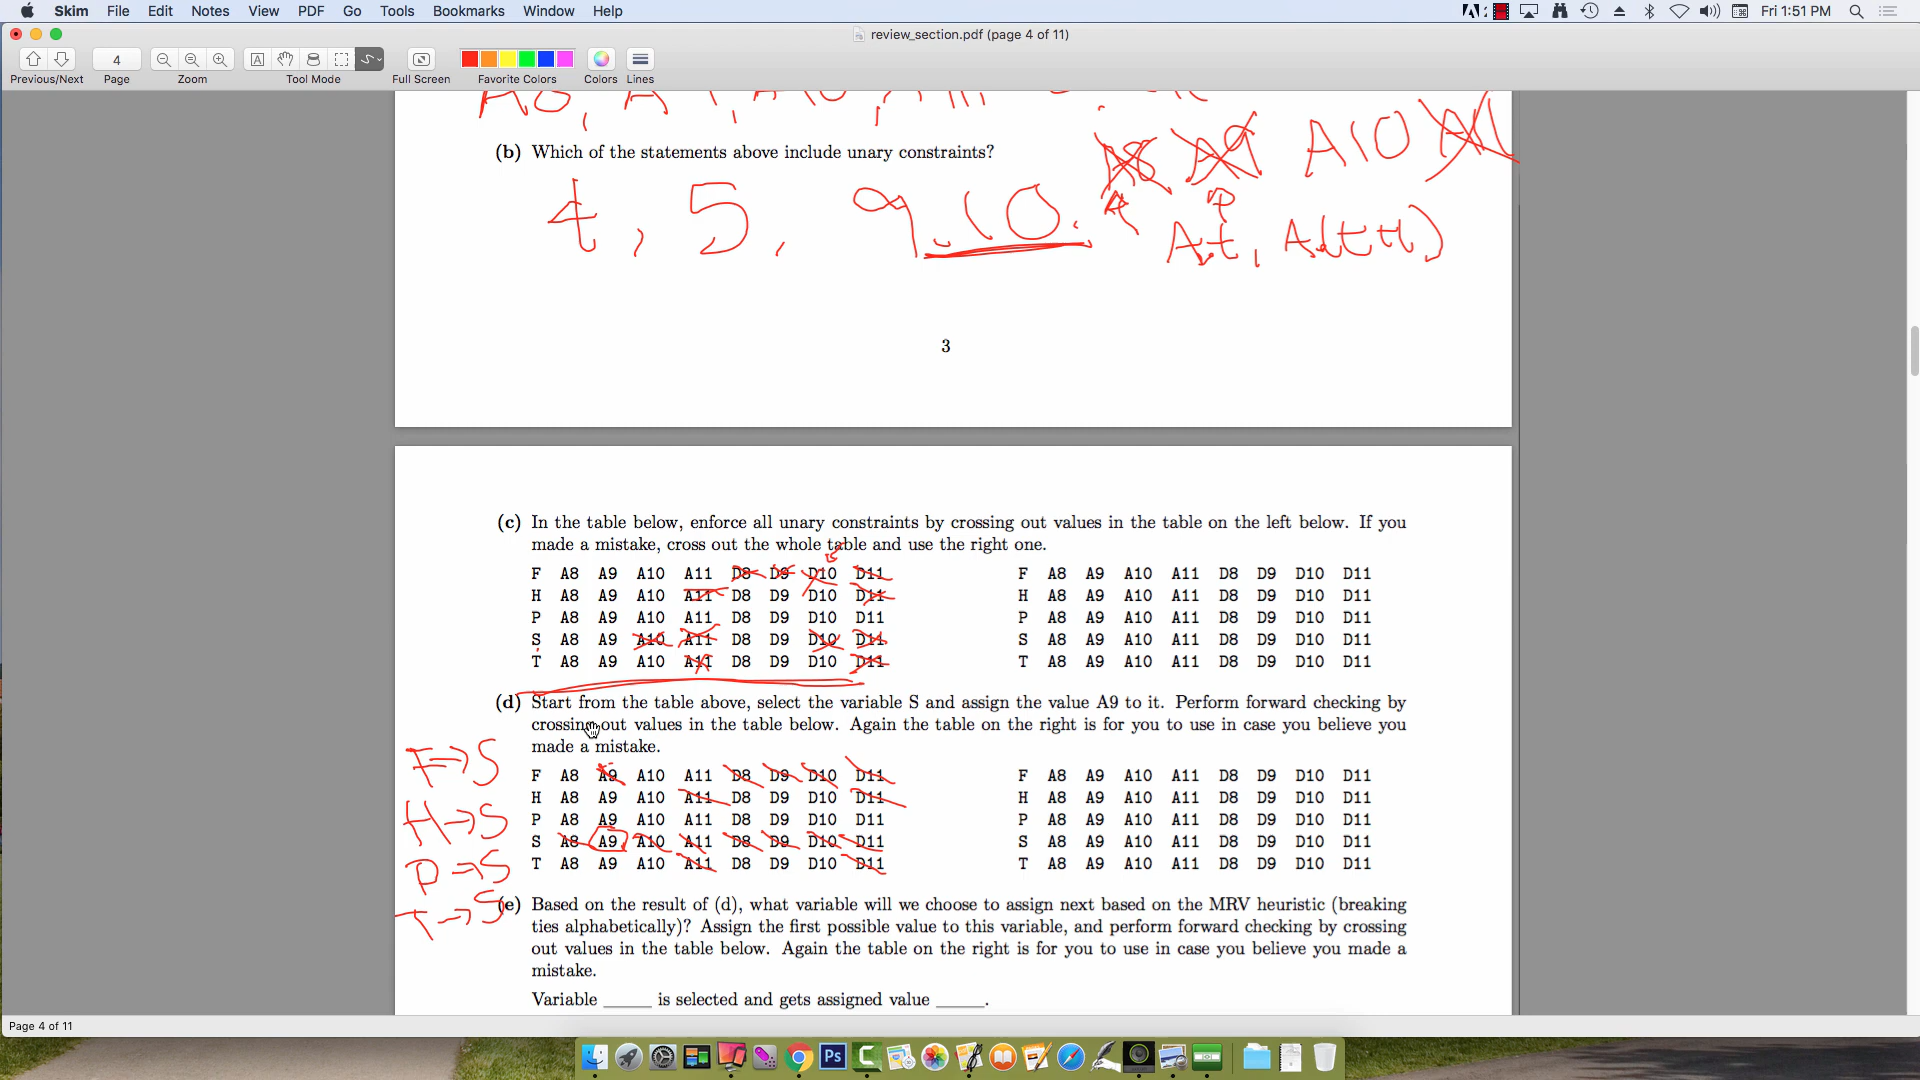 Skim File Edit Notes View PDF Go Tools Bookmarks Window Help Fri 1:51 PM
review_section.pdf (page 4 of 11)
4
Previous/Next Page Zoom Tool Mode Full Screen Favorite Colors Colors Lines
(b) Which of the statements above include unary constraints?
A8 A9 A10 A11
4, 5, 9, 10.
At, A(t+1)
3
(c) In the table below, enforce all unary constraints by crossing out values in the table on the left below. If you
made a mistake, cross out the whole table and use the right one.
F A8 A9 A10 A11 D8 D9 D10 D11 F A8 A9 A10 A11 D8 D9 D10 D11
H A8 A9 A10 A11 D8 D9 D10 D11 H A8 A9 A10 A11 D8 D9 D10 D11
P A8 A9 A10 A11 D8 D9 D10 D11 P A8 A9 A10 A11 D8 D9 D10 D11
S A8 A9 A10 A11 D8 D9 D10 D11 S A8 A9 A10 A11 D8 D9 D10 D11
T A8 A9 A10 A11 D8 D9 D10 D11 T A8 A9 A10 A11 D8 D9 D10 D11
(d) Start from the table above, select the variable S and assign the value A9 to it. Perform forward checking by
crossing out values in the table below. Again the table on the right is for you to use in case you believe you
made a mistake.
F→S
H→S
P→S
T→S
F A8 A9 A10 A11 D8 D9 D10 D11 F A8 A9 A10 A11 D8 D9 D10 D11
H A8 A9 A10 A11 D8 D9 D10 D11 H A8 A9 A10 A11 D8 D9 D10 D11
P A8 A9 A10 A11 D8 D9 D10 D11 P A8 A9 A10 A11 D8 D9 D10 D11
S A8 A9 A10 A11 D8 D9 D10 D11 S A8 A9 A10 A11 D8 D9 D10 D11
T A8 A9 A10 A11 D8 D9 D10 D11 T A8 A9 A10 A11 D8 D9 D10 D11
(e) Based on the result of (d), what variable will we choose to assign next based on the MRV heuristic (breaking
ties alphabetically)? Assign the first possible value to this variable, and perform forward checking by crossing
out values in the table below. Again the table on the right is for you to use in case you believe you made a
mistake.
Variable _____ is selected and gets assigned value _____.
Page 4 of 11
Ps